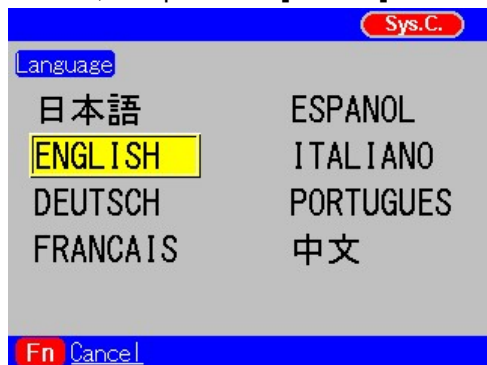 Sys.C.
Language
日本語 ESPANOL
ENGLISH ITALIANO
DEUTSCH PORTUGUES
FRANCAIS 中文
Fn Cancel